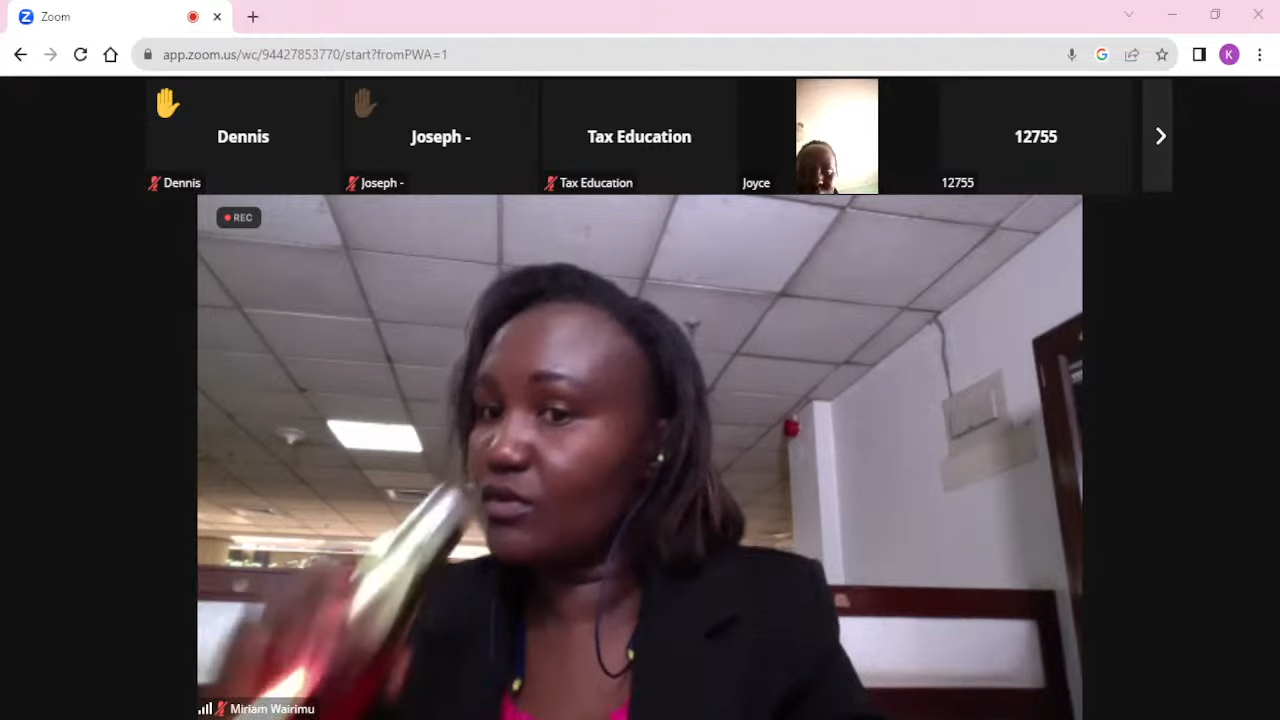 Zoom
app.zoom.us/wc/94427853770/start?fromPWA=1
K
Dennis
Joseph -
Tax Education
12755
Dennis
Joseph -
Tax Education
Joyce
12755
REC
Miriam Wairimu